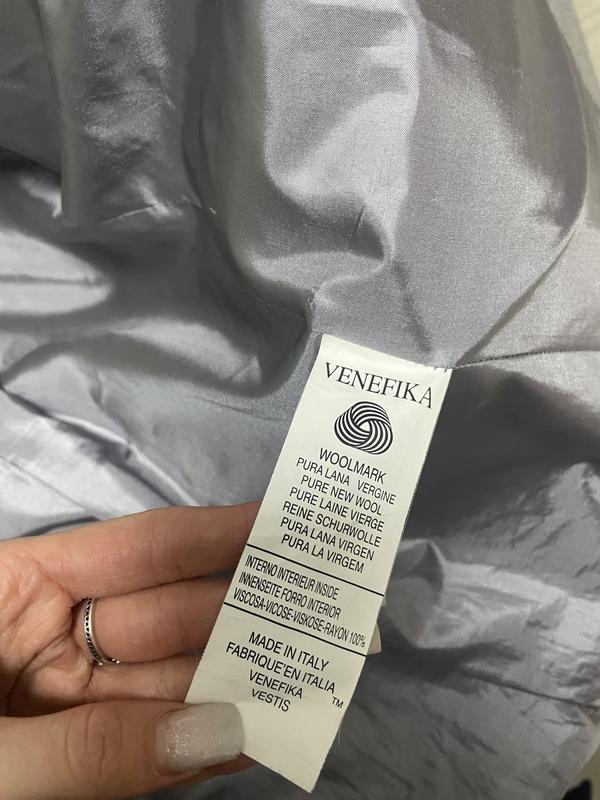 VENEFIKA
WOOLMARK
PURA LANA VERGINE
PURE NEW WOOL
PURE LAINE VIERGE
REINE SCHURWOLLE
PURA LANA VIRGEN
PURA LA VIRGEM
INTERNO INTERIEUR INSIDE
INNENSEITE FORRO INTERIOR
VISCOSA-VICOSE-VISKOSE-RAYON 100%
MADE IN ITALY
FABRIQUE'EN ITALIA
VENEFIKA
VESTIS ™